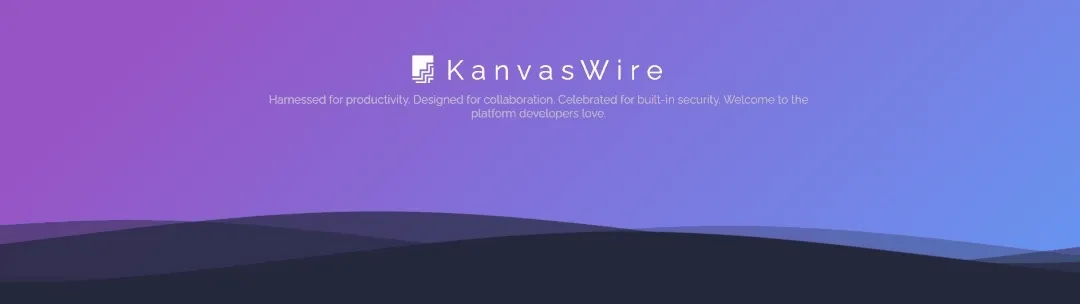 KanvasWire
Harnessed for productivity. Designed for collaboration. Celebrated for built-in security. Welcome to the
platform developers love.